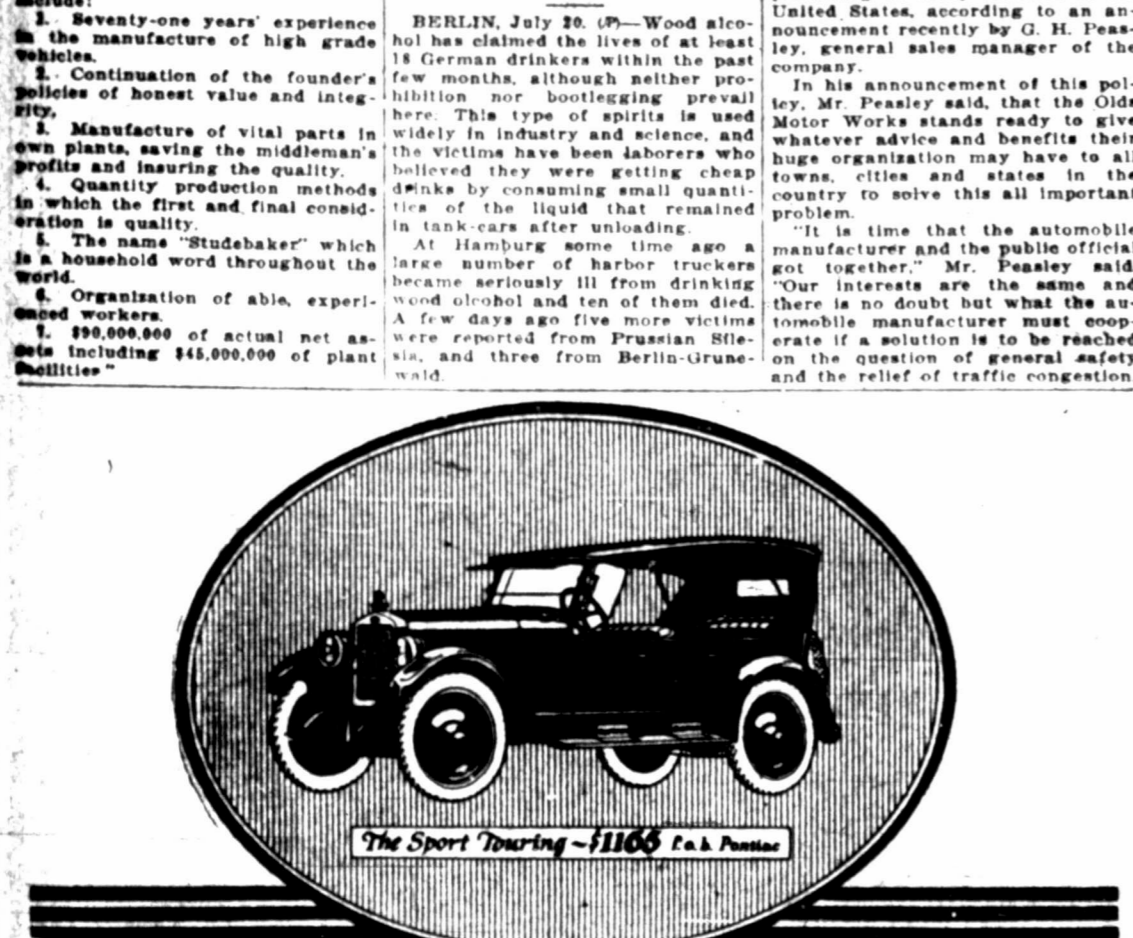 include:
1. Seventy-one years' experience
in the manufacture of high grade
vehicles.
2. Continuation of the founder's
policies of honest value and integ-
rity.
3. Manufacture of vital parts in
own plants, saving the middleman's
profits and insuring the quality.
4. Quantity production methods
in which the first and final consid-
eration is quality.
5. The name "Studebaker" which
is a household word throughout the
world.
6. Organization of able, experi-
enced workers.
7. $90,000,000 of actual net as-
sets including $45,000,000 of plant
facilities"
BERLIN, July 20. (AP)—Wood alco-
hol has claimed the lives of at least
18 German drinkers within the past
few months, although neither pro-
hibition nor bootlegging prevail
here. This type of spirits is used
widely in industry and science, and
the victims have been laborers who
believed they were getting cheap
drinks by consuming small quanti-
ties of the liquid that remained
in tank-cars after unloading.
At Hamburg some time ago a
large number of harbor truckers
became seriously ill from drinking
wood olcohol and ten of them died.
A few days ago five more victims
were reported from Prussian Sile-
sia, and three from Berlin-Grune-
wald.
United States, according to an an-
nouncement recently by G. H. Peas-
ley, general sales manager of the
company.
In his announcement of this pol-
icy, Mr. Peasley said, that the Olds
Motor Works stands ready to give
whatever advice and benefits their
huge organization may have to all
towns, cities and states in the
country to solve this all important
problem.
"It is time that the automobile
manufacturer and the public official
got together," Mr. Peasley said
"Our interests are the same and
there is no doubt but what the au-
tomobile manufacturer must coop-
erate if a solution is to be reached
on the question of general safety
and the relief of traffic congestion
The Sport Touring - $1165 f.o.b. Pontiac